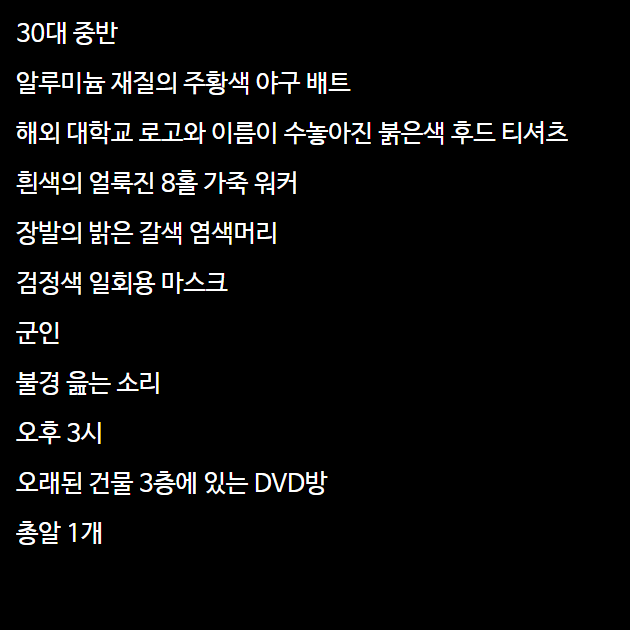 30대 중반
알루미늄 재질의 주황색 야구 배트
해외 대학교 로고와 이름이 수놓아진 붉은색 후드 티셔츠
흰색의 얼룩진 8홀 가죽 워커
장발의 밝은 갈색 염색머리
검정색 일회용 마스크
군인
불경 읊는 소리
오후 3시
오래된 건물 3층에 있는 DVD방
총알 1개